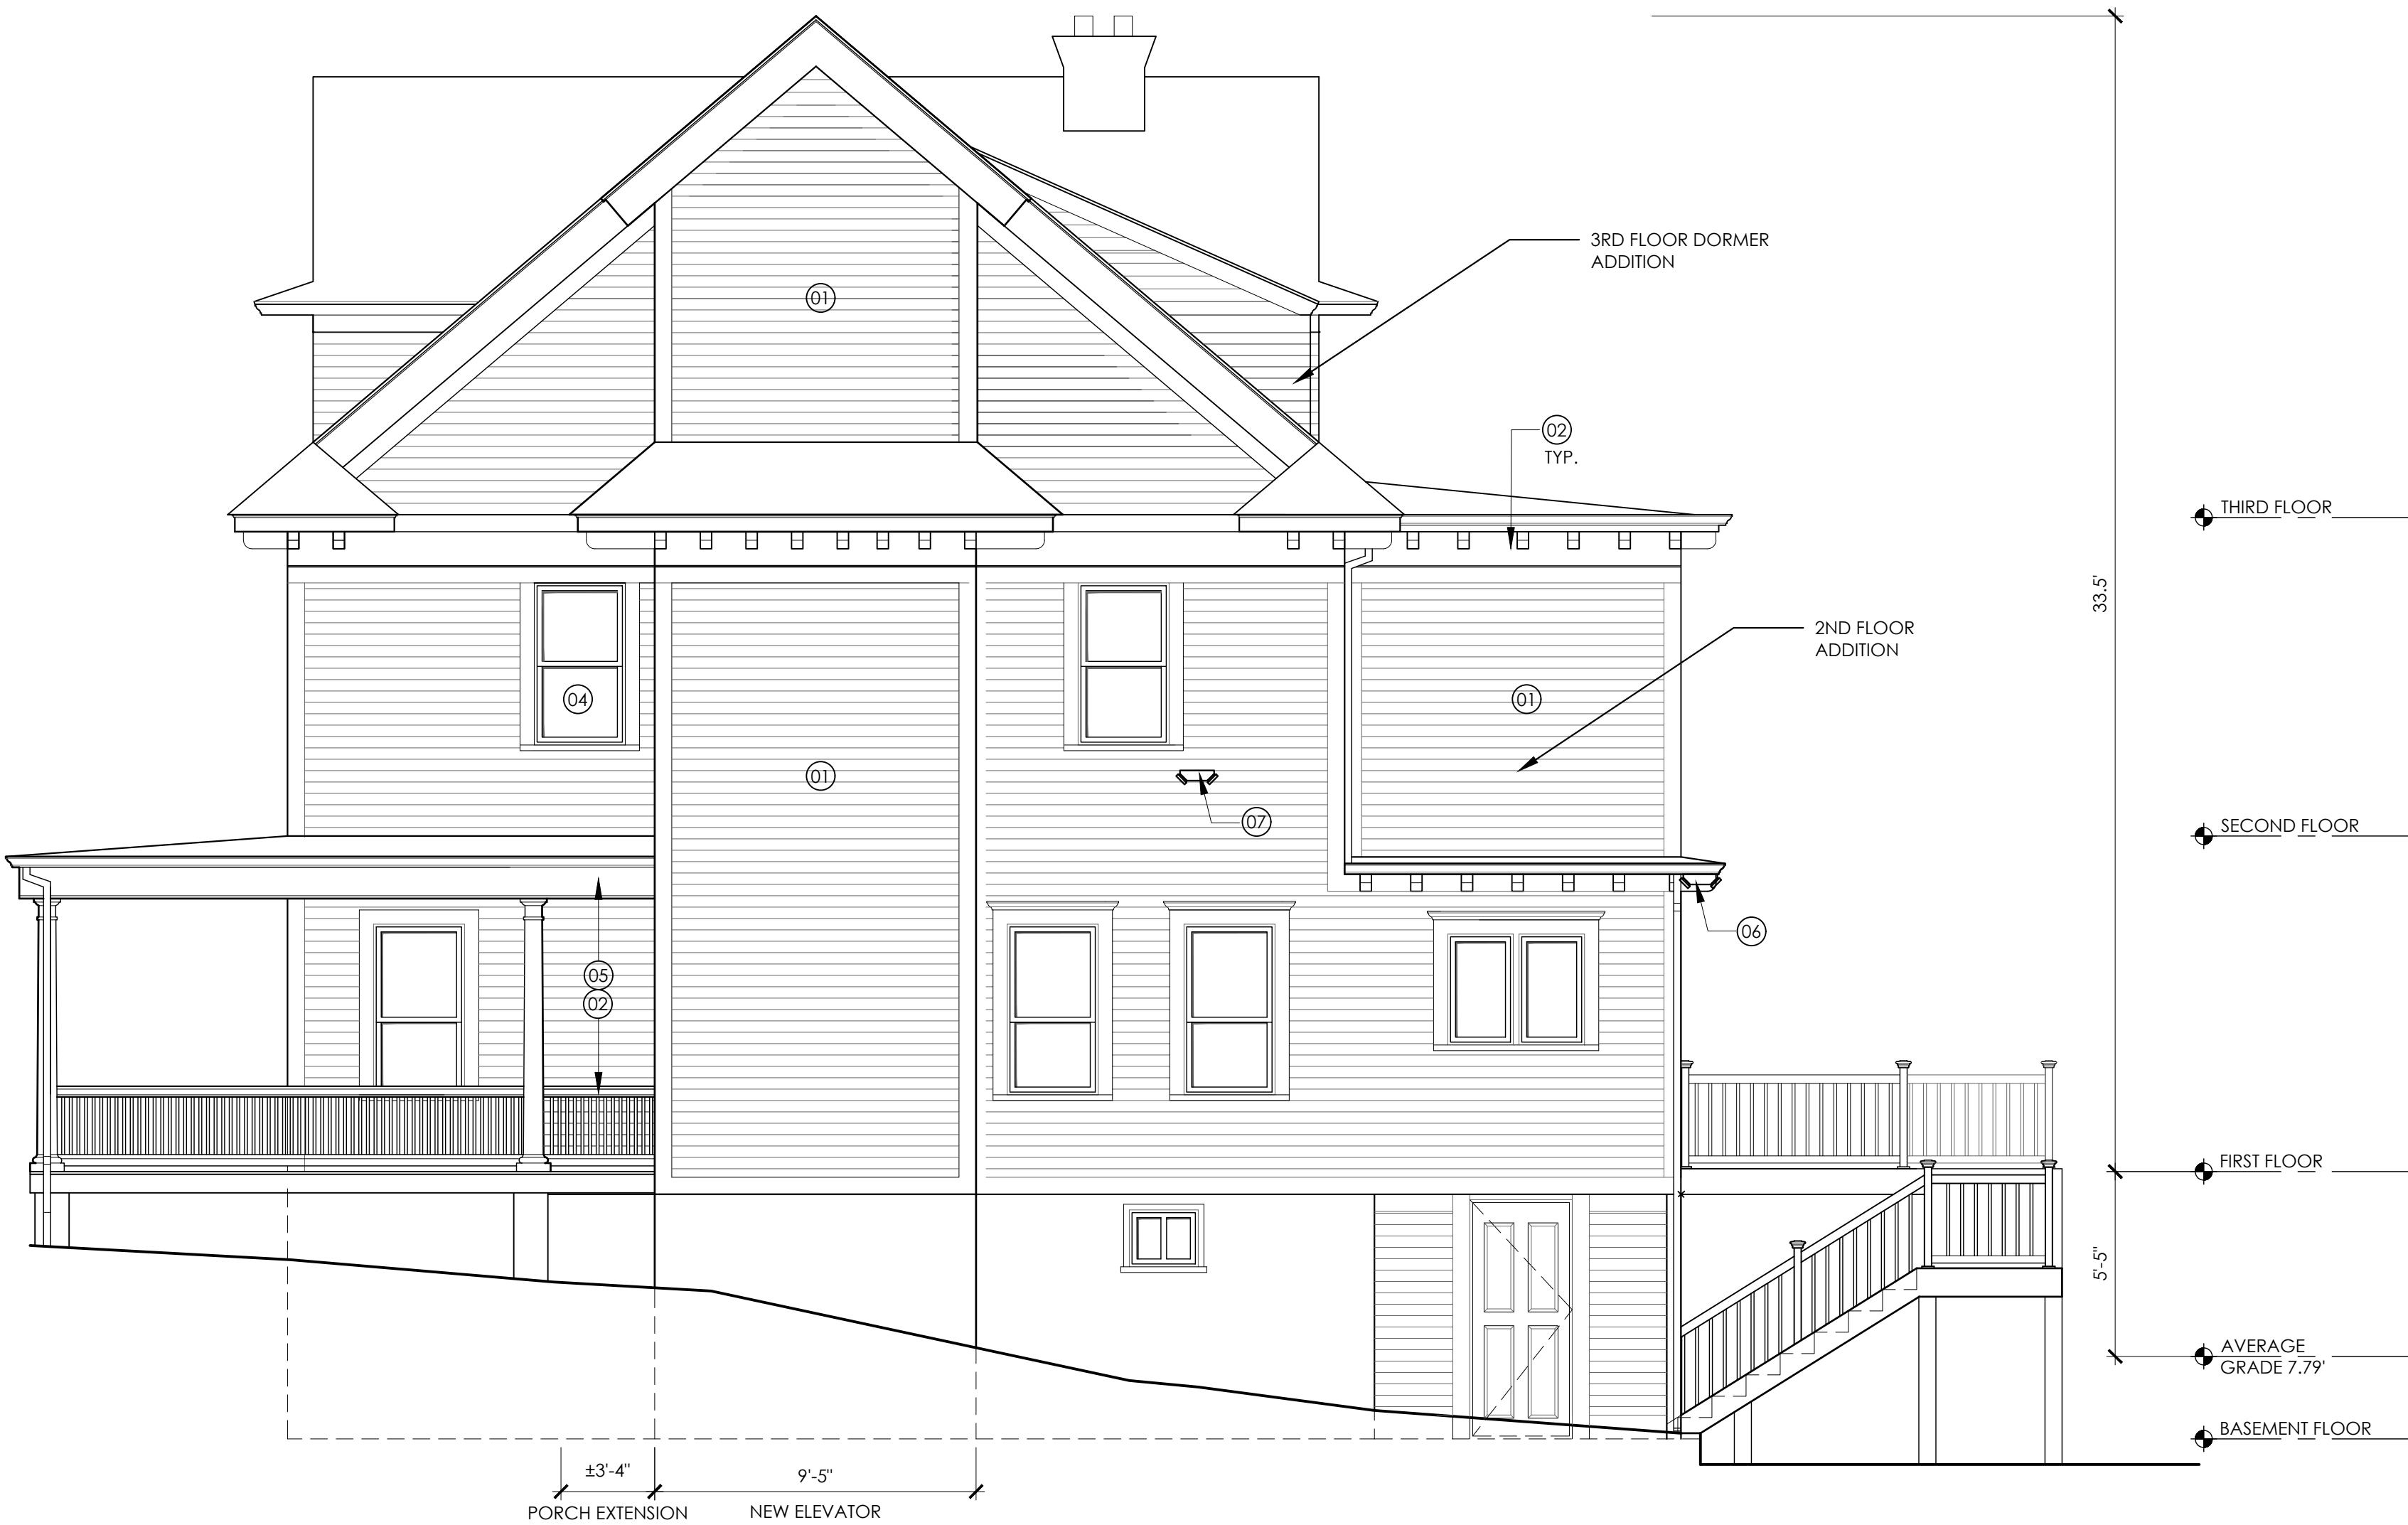 3RD FLOOR DORMER
ADDITION
01
02
TYP.
THIRD FLOOR
33.5'
2ND FLOOR
ADDITION
04
01
01
07
SECOND FLOOR
06
05
02
FIRST FLOOR
5'-5"
AVERAGE
GRADE 7.79'
BASEMENT FLOOR
±3'-4"
9'-5"
PORCH EXTENSION
NEW ELEVATOR